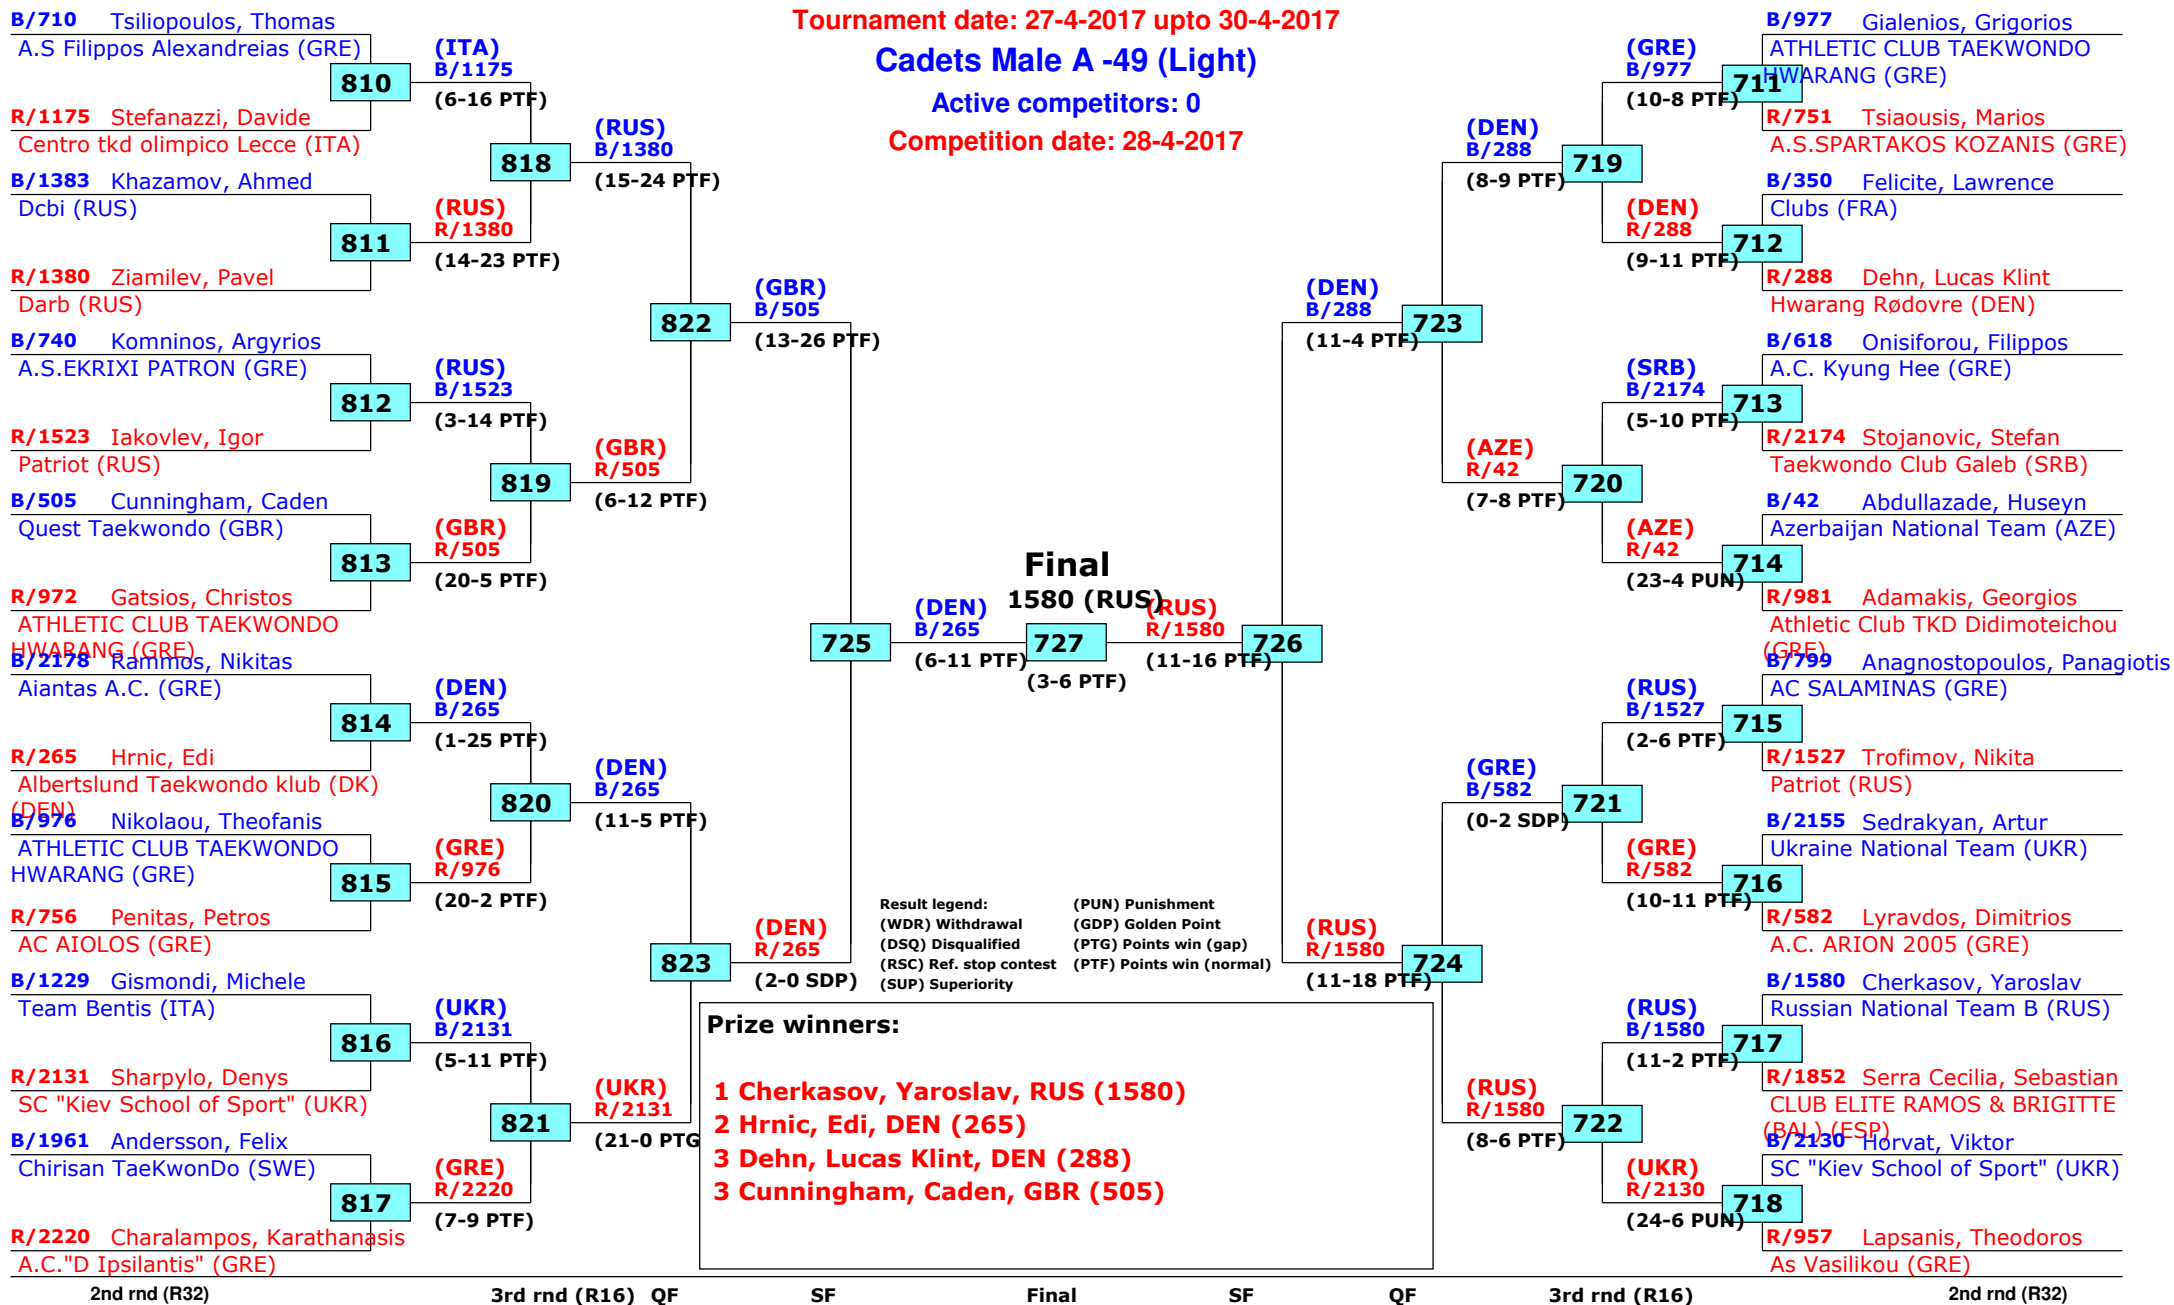 Tournament date: 27-4-2017 upto 30-4-2017
Cadets Male A -49 (Light)
Active competitors: 0
Competition date: 28-4-2017
B/710 Tsiliopoulos, Thomas
A.S Filippos Alexandreias (GRE)
810
R/1175 Stefanazzi, Davide
Centro tkd olimpico Lecce (ITA)
B/1383 Khazamov, Ahmed
Dcbi (RUS)
811
R/1380 Ziamilev, Pavel
Darb (RUS)
B/740 Komninos, Argyrios
A.S.EKRIXI PATRON (GRE)
812
R/1523 Iakovlev, Igor
Patriot (RUS)
B/505 Cunningham, Caden
Quest Taekwondo (GBR)
813
R/972 Gatsios, Christos
ATHLETIC CLUB TAEKWONDO
HWARANG (GRE)
B/2178 Rammos, Nikitas
Aiantas A.C. (GRE)
814
R/265 Hrnic, Edi
Albertslund Taekwondo klub (DK)
(DEN)
B/976 Nikolaou, Theofanis
ATHLETIC CLUB TAEKWONDO
HWARANG (GRE)
815
R/756 Penitas, Petros
AC AIOLOS (GRE)
B/1229 Gismondi, Michele
Team Bentis (ITA)
816
R/2131 Sharpylo, Denys
SC "Kiev School of Sport" (UKR)
B/1961 Andersson, Felix
Chirisan TaeKwonDo (SWE)
817
R/2220 Charalampos, Karathanasis
A.C."D Ipsilantis" (GRE)
(ITA)
B/1175
(6-16 PTF)
818
(RUS)
R/1380
(14-23 PTF)
(RUS)
B/1523
(3-14 PTF)
819
(GBR)
R/505
(20-5 PTF)
(DEN)
B/265
(1-25 PTF)
820
(GRE)
R/976
(20-2 PTF)
(UKR)
B/2131
(5-11 PTF)
821
(GRE)
R/2220
(7-9 PTF)
(RUS)
B/1380
(15-24 PTF)
822
(GBR)
R/505
(6-12 PTF)
(DEN)
B/265
(11-5 PTF)
823
(UKR)
R/2131
(21-0 PTG
(GBR)
B/505
(13-26 PTF)
725
(DEN)
R/265
(2-0 SDP)
(DEN)
B/265
(6-11 PTF)
Final
1580 (RUS)
727
(3-6 PTF)
(RUS)
R/1580
(11-16 PTF)
726
(DEN)
B/288
(11-4 PTF)
723
(RUS)
R/1580
(11-18 PTF)
724
(DEN)
B/288
(8-9 PTF)
719
(AZE)
R/42
(7-8 PTF)
720
(GRE)
B/582
(0-2 SDP)
721
(RUS)
R/1580
(8-6 PTF)
722
(GRE)
B/977
(10-8 PTF)
(DEN)
R/288
(9-11 PTF)
(SRB)
B/2174
(5-10 PTF)
(AZE)
R/42
(23-4 PUN)
(RUS)
B/1527
(2-6 PTF)
(GRE)
R/582
(10-11 PTF)
(RUS)
B/1580
(11-2 PTF)
(UKR)
R/2130
(24-6 PUN)
B/977 Gialenios, Grigorios
ATHLETIC CLUB TAEKWONDO
HWARANG (GRE)
711
R/751 Tsiaousis, Marios
A.S.SPARTAKOS KOZANIS (GRE)
B/350 Felicite, Lawrence
Clubs (FRA)
712
R/288 Dehn, Lucas Klint
Hwarang Rødovre (DEN)
B/618 Onisiforou, Filippos
A.C. Kyung Hee (GRE)
713
R/2174 Stojanovic, Stefan
Taekwondo Club Galeb (SRB)
B/42 Abdullazade, Huseyn
Azerbaijan National Team (AZE)
714
R/981 Adamakis, Georgios
Athletic Club TKD Didimoteichou
(GRE)
B/799 Anagnostopoulos, Panagiotis
AC SALAMINAS (GRE)
715
R/1527 Trofimov, Nikita
Patriot (RUS)
B/2155 Sedrakyan, Artur
Ukraine National Team (UKR)
716
R/582 Lyravdos, Dimitrios
A.C. ARION 2005 (GRE)
B/1580 Cherkasov, Yaroslav
Russian National Team B (RUS)
717
R/1852 Serra Cecilia, Sebastian
CLUB ELITE RAMOS & BRIGITTE
(BAL) (ESP)
B/2130 Horvat, Viktor
SC "Kiev School of Sport" (UKR)
718
R/957 Lapsanis, Theodoros
As Vasilikou (GRE)
Result legend:
(WDR) Withdrawal
(DSQ) Disqualified
(RSC) Ref. stop contest
(SUP) Superiority
(PUN) Punishment
(GDP) Golden Point
(PTG) Points win (gap)
(PTF) Points win (normal)
Prize winners:
1 Cherkasov, Yaroslav, RUS (1580)
2 Hrnic, Edi, DEN (265)
3 Dehn, Lucas Klint, DEN (288)
3 Cunningham, Caden, GBR (505)
2nd rnd (R32) 3rd rnd (R16) QF SF Final SF QF 3rd rnd (R16) 2nd rnd (R32)